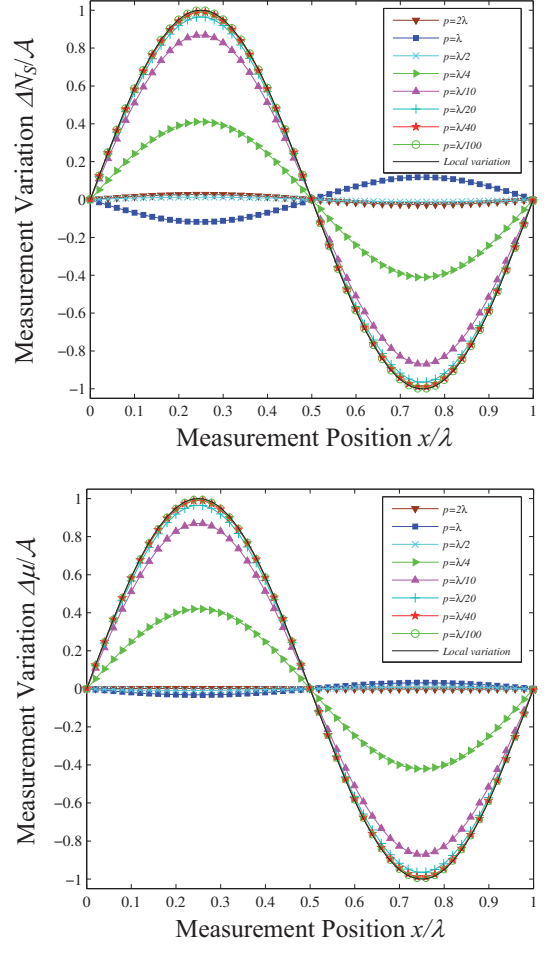 Measurement Variation ΔN_S/𝒜
1
0.8
0.6
0.4
0.2
0
−0.2
−0.4
−0.6
−0.8
−1
p=2λ
p=λ
p=λ/2
p=λ/4
p=λ/10
p=λ/20
p=λ/40
p=λ/100
Local variation
0 0.1 0.2 0.3 0.4 0.5 0.6 0.7 0.8 0.9 1
Measurement Position x/λ
Measurement Variation Δμ/𝒜
1
0.8
0.6
0.4
0.2
0
−0.2
−0.4
−0.6
−0.8
−1
p=2λ
p=λ
p=λ/2
p=λ/4
p=λ/10
p=λ/20
p=λ/40
p=λ/100
Local variation
0 0.1 0.2 0.3 0.4 0.5 0.6 0.7 0.8 0.9 1
Measurement Position x/λ